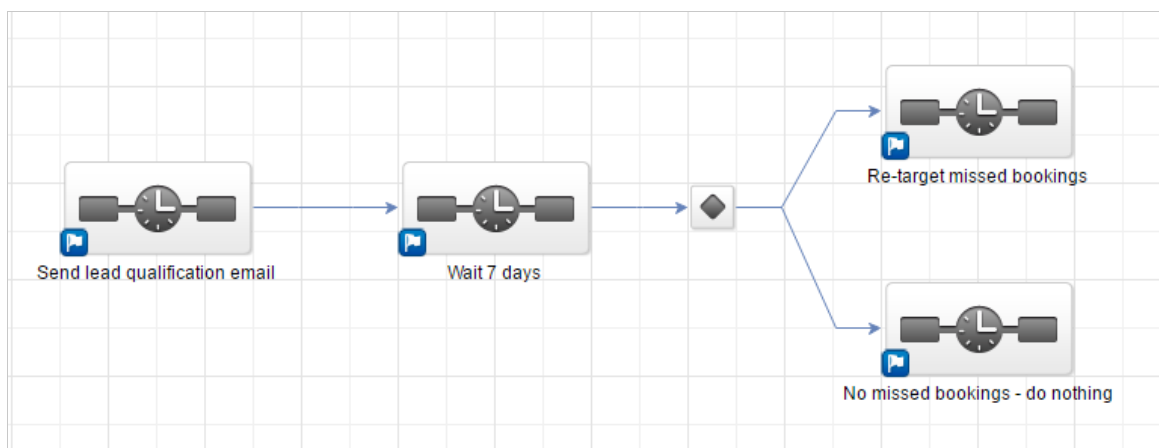 Send lead qualification email
Wait 7 days
Re-target missed bookings
No missed bookings - do nothing